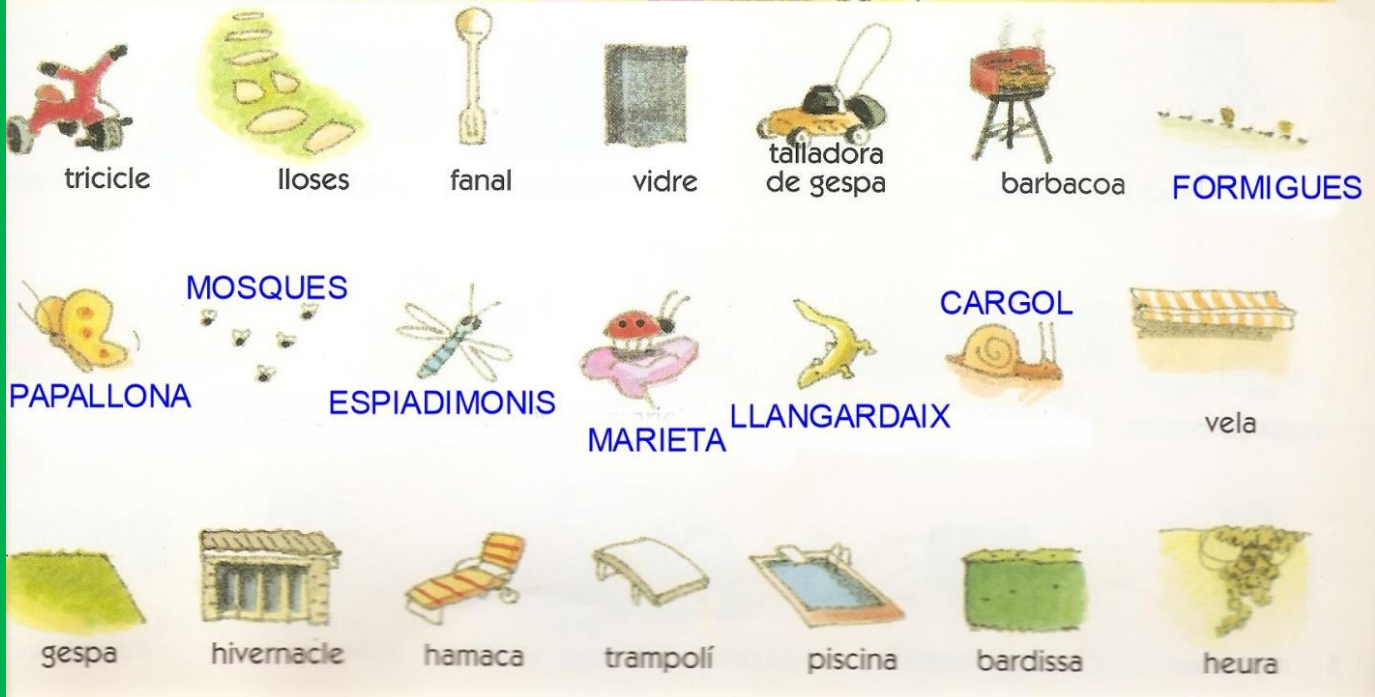 tricicle
lloses
fanal
vidre
talladora
de gespa
barbacoa
FORMIGUES
PAPALLONA
MOSQUES
ESPIADIMONIS
MARIETA
LLANGARDAIX
CARGOL
vela
gespa
hivernacle
hamaca
trampolí
piscina
bardissa
heura